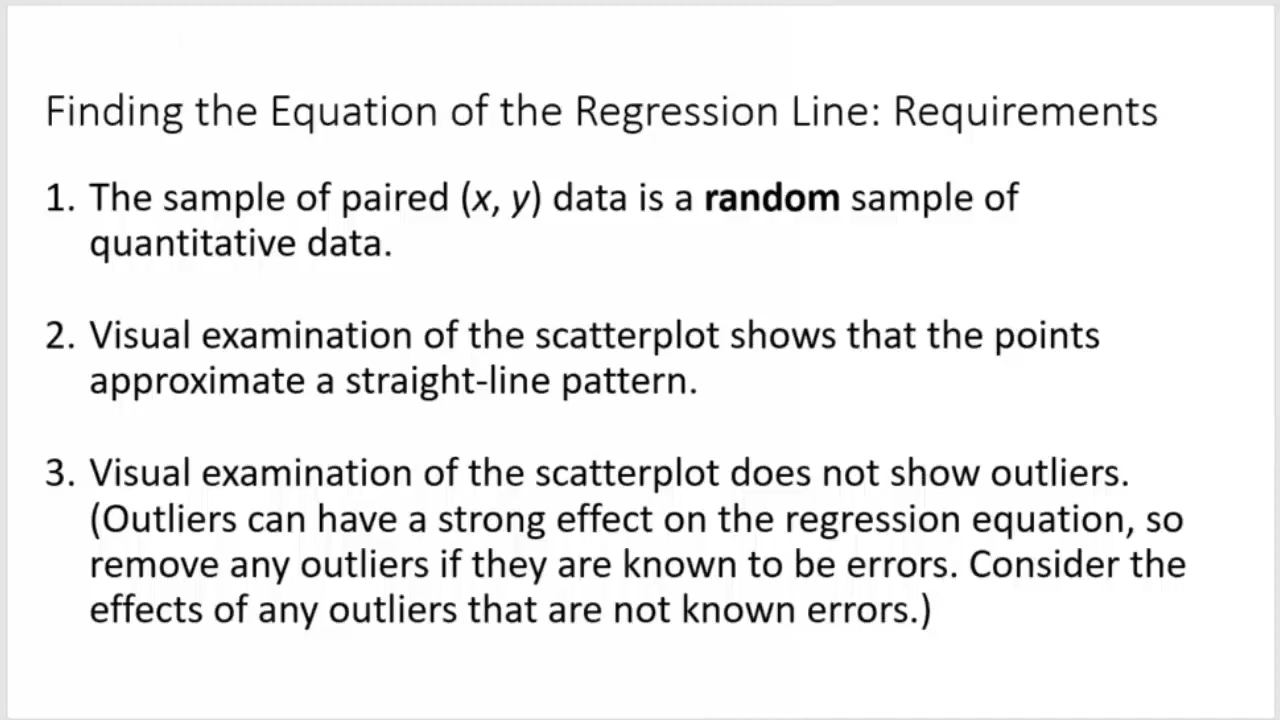 Finding the Equation of the Regression Line: Requirements
1. The sample of paired (x, y) data is a random sample of
quantitative data.
2. Visual examination of the scatterplot shows that the points
approximate a straight-line pattern.
3. Visual examination of the scatterplot does not show outliers.
(Outliers can have a strong effect on the regression equation, so
remove any outliers if they are known to be errors. Consider the
effects of any outliers that are not known errors.)